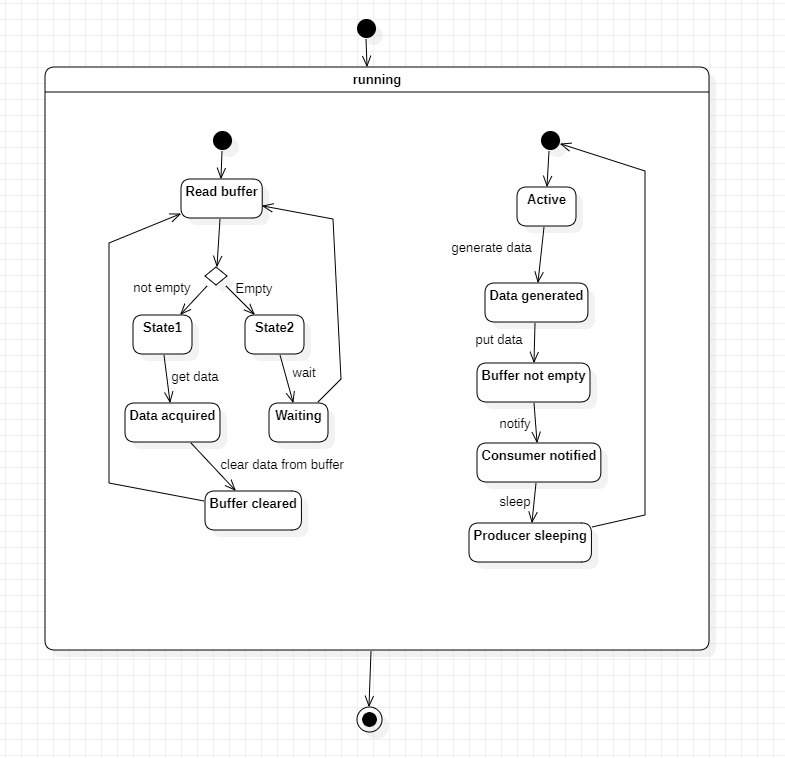 running
Read buffer
not empty
Empty
State1
State2
get data
wait
Data acquired
Waiting
clear data from buffer
Buffer cleared
Active
generate data
Data generated
put data
Buffer not empty
notify
Consumer notified
sleep
Producer sleeping